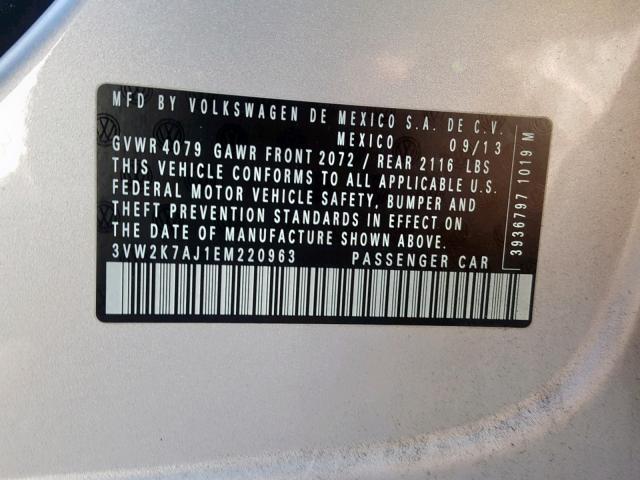 MFD BY VOLKSWAGEN DE MEXICO S.A. DE C.V.
MEXICO 09/13
GVWR 4079 GAWR FRONT 2072 / REAR 2116 LBS
THIS VEHICLE CONFORMS TO ALL APPLICABLE U.S.
FEDERAL MOTOR VEHICLE SAFETY, BUMPER AND
THEFT PREVENTION STANDARDS IN EFFECT ON
THE DATE OF MANUFACTURE SHOWN ABOVE.
3VW2K7AJ1EM220963 PASSENGER CAR
3936797 1019 M